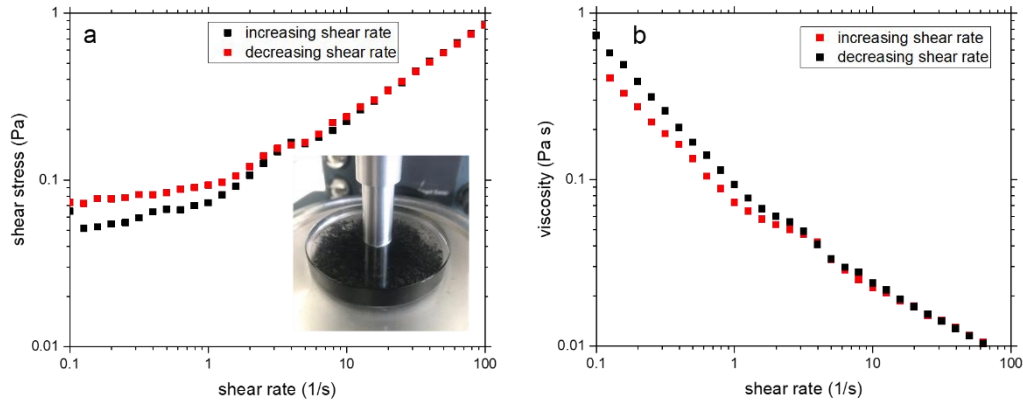 a
increasing shear rate
decreasing shear rate
shear stress (Pa)
1
0.1
0.01
0.1
1
10
100
shear rate (1/s)
b
increasing shear rate
decreasing shear rate
viscosity (Pa s)
1
0.1
0.01
0.1
1
10
100
shear rate (1/s)